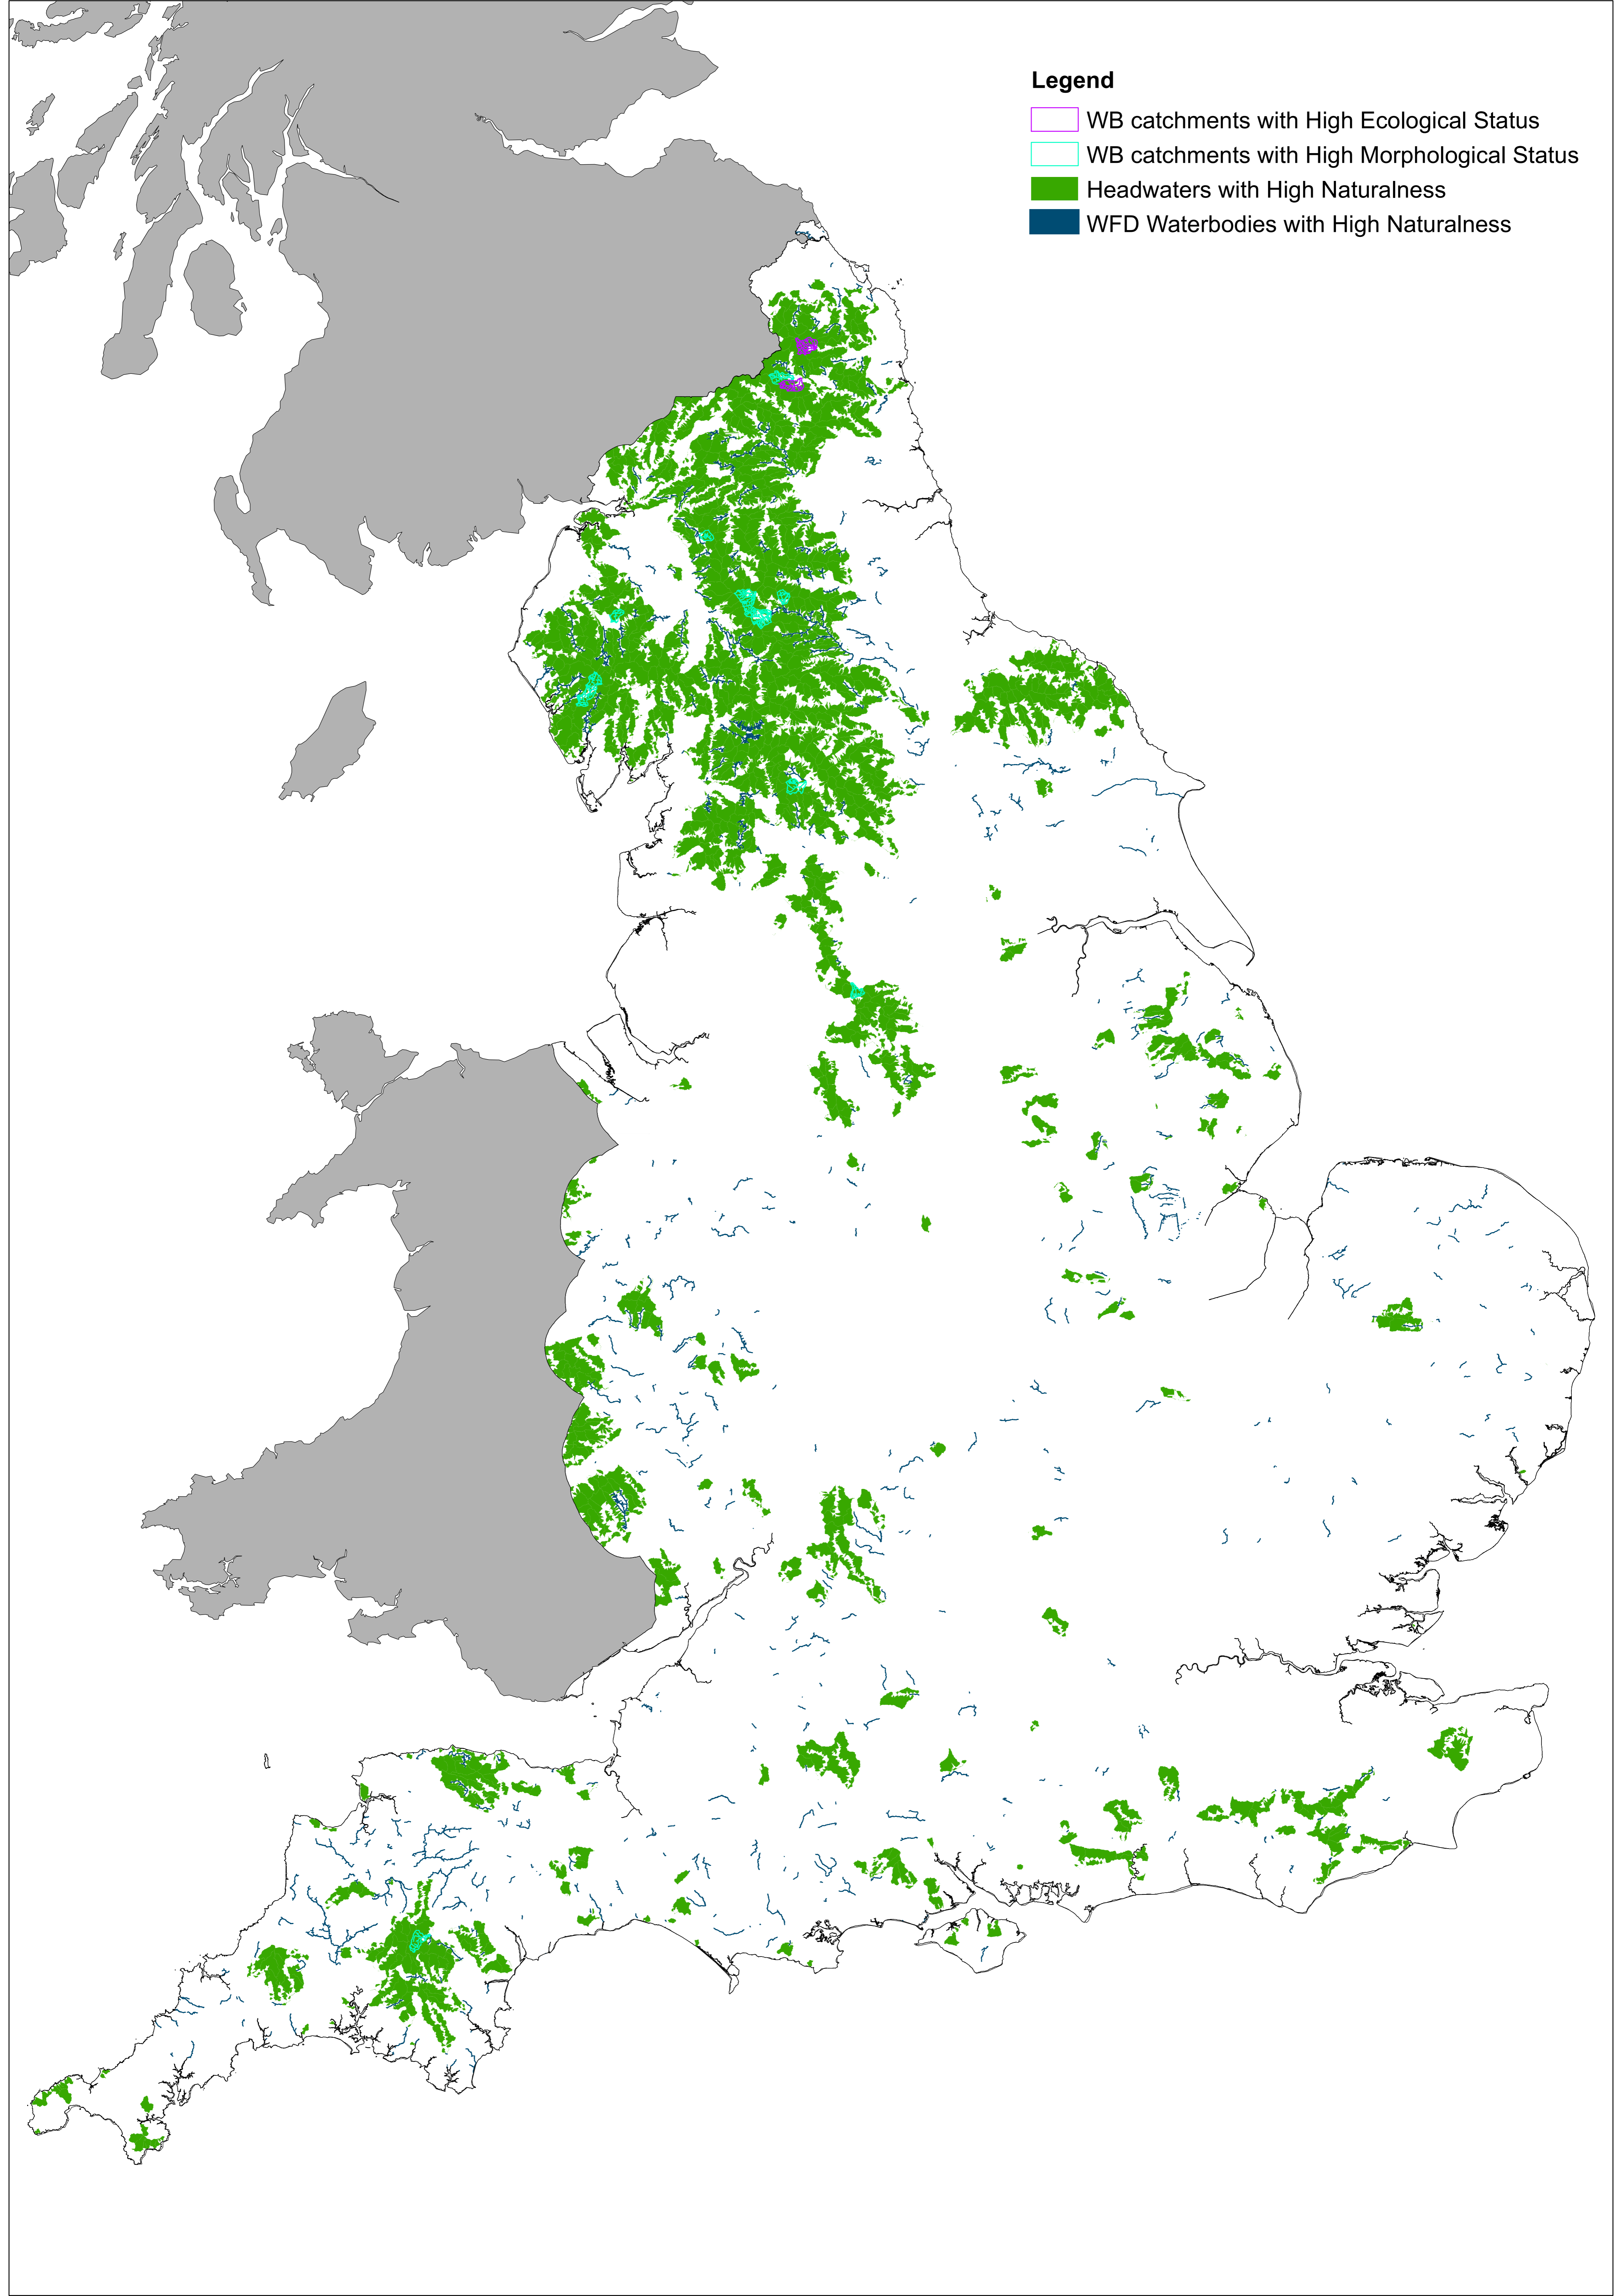 Legend
WB catchments with High Ecological Status
WB catchments with High Morphological Status
Headwaters with High Naturalness
WFD Waterbodies with High Naturalness